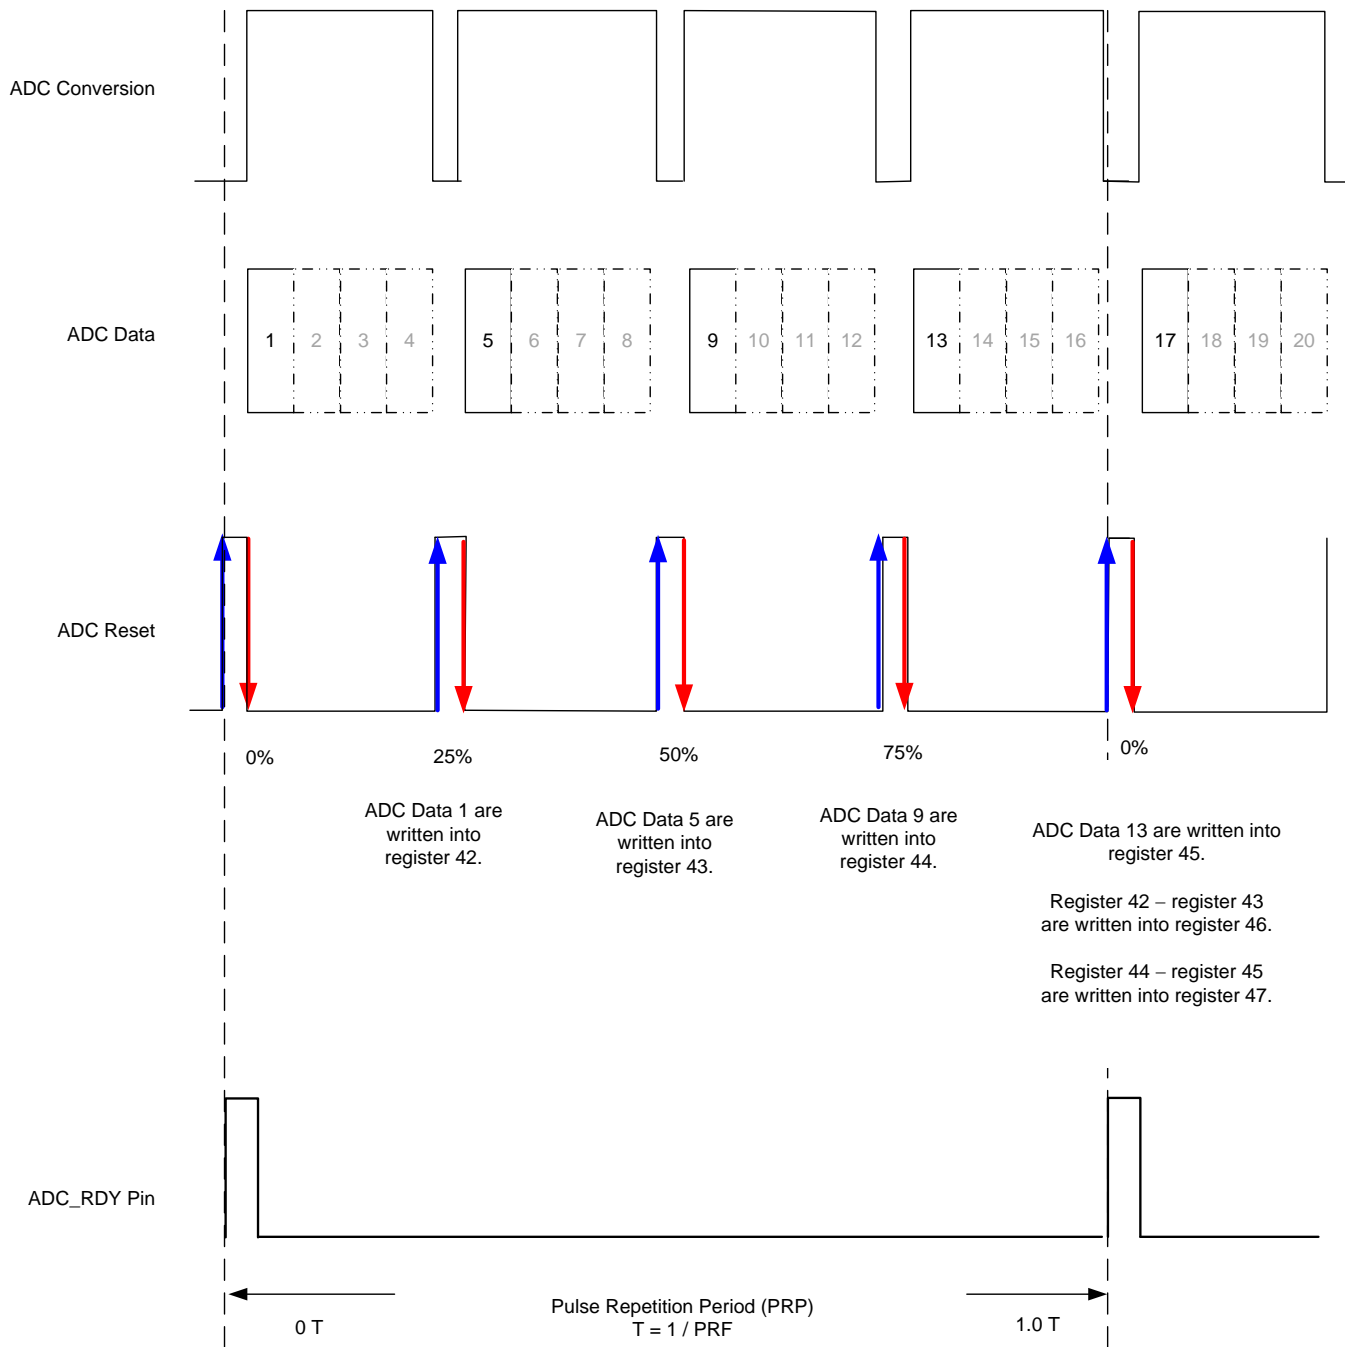 ADC Conversion
ADC Data
1 2 3 4 5 6 7 8 9 10 11 12 13 14 15 16 17 18 19 20
ADC Reset
0% 25% 50% 75% 0%
ADC Data 1 are
written into
register 42.
ADC Data 5 are
written into
register 43.
ADC Data 9 are
written into
register 44.
ADC Data 13 are written into
register 45.
Register 42 – register 43
are written into register 46.
Register 44 – register 45
are written into register 47.
ADC_RDY Pin
0 T
Pulse Repetition Period (PRP)
T = 1 / PRF
1.0 T